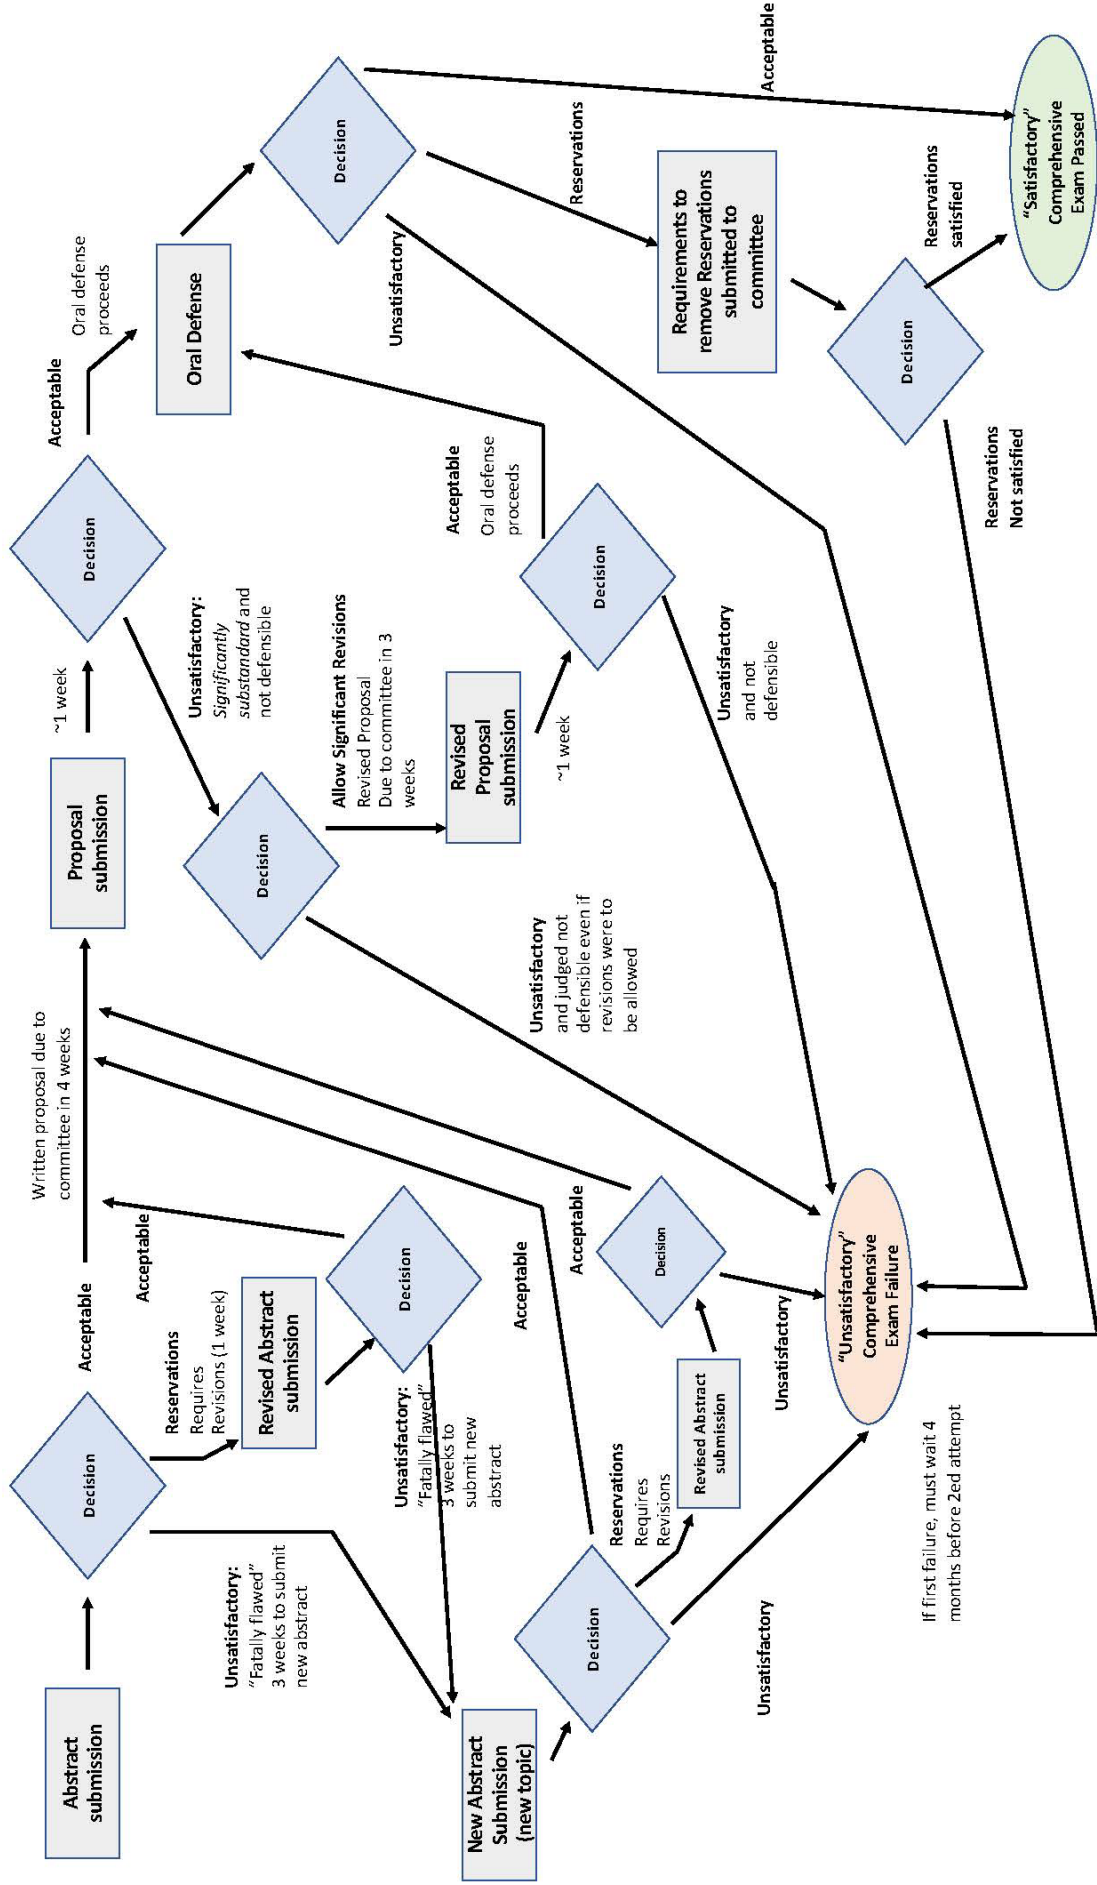 Abstract
submission
Decision
Acceptable
Written proposal due to
committee in 4 weeks
Proposal
submission
~1 week
Decision
Acceptable
Oral defense
proceeds
Oral Defense
Decision
Unsatisfactory:
"Fatally flawed"
3 weeks to submit
new abstract
Reservations
Requires
Revisions (1 week)
Revised Abstract
submission
Acceptable
Decision
Unsatisfactory:
"Fatally flawed"
3 weeks to
submit new
abstract
Unsatisfactory:
Significantly
substandard and
not defensible
Decision
Allow Significant Revisions
Revised Proposal
Due to committee in 3
weeks
Revised
Proposal
submission
~1 week
Acceptable
Oral defense
proceeds
Decision
Unsatisfactory
and judged not
defensible even if
revisions were to
be allowed
Unsatisfactory
and not
defensible
New Abstract
Submission
(new topic)
Decision
Acceptable
Reservations
Requires
Revisions
Revised Abstract
submission
Decision
Acceptable
Unsatisfactory
Unsatisfactory
"Unsatisfactory"
Comprehensive
Exam Failure
If first failure, must wait 4
months before 2ed attempt
Unsatisfactory
Reservations
Acceptable
Requirements to
remove Reservations
submitted to
committee
Decision
Reservations
satisfied
Reservations
Not satisfied
"Satisfactory"
Comprehensive
Exam Passed